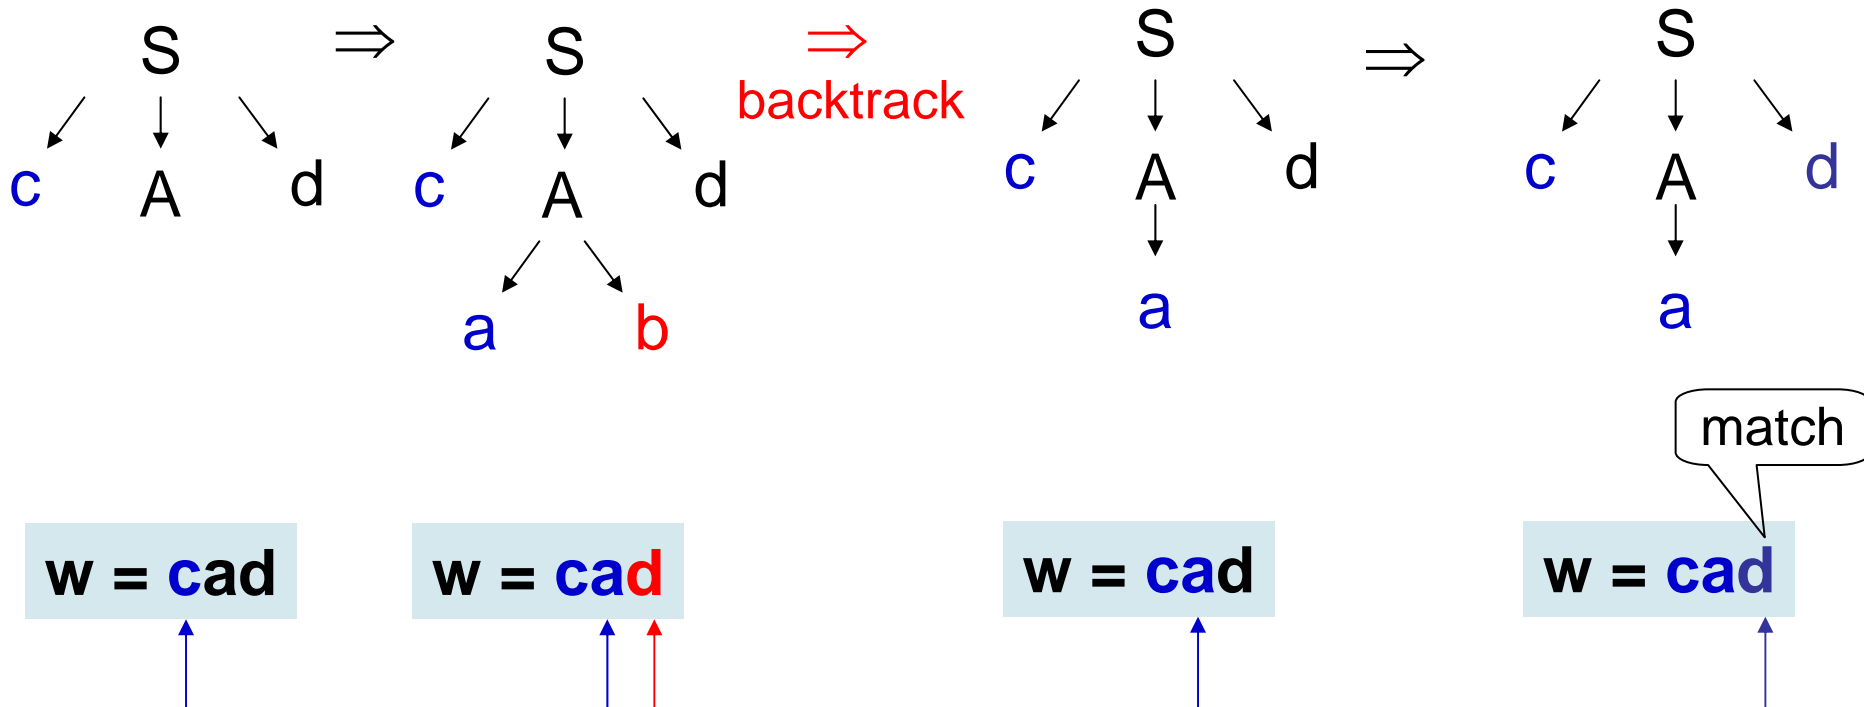 S ⇒ S ⇒ S ⇒ S
backtrack
c A d c A d c A d c A d
a b a a
match
w = cad w = cad w = cad w = cad